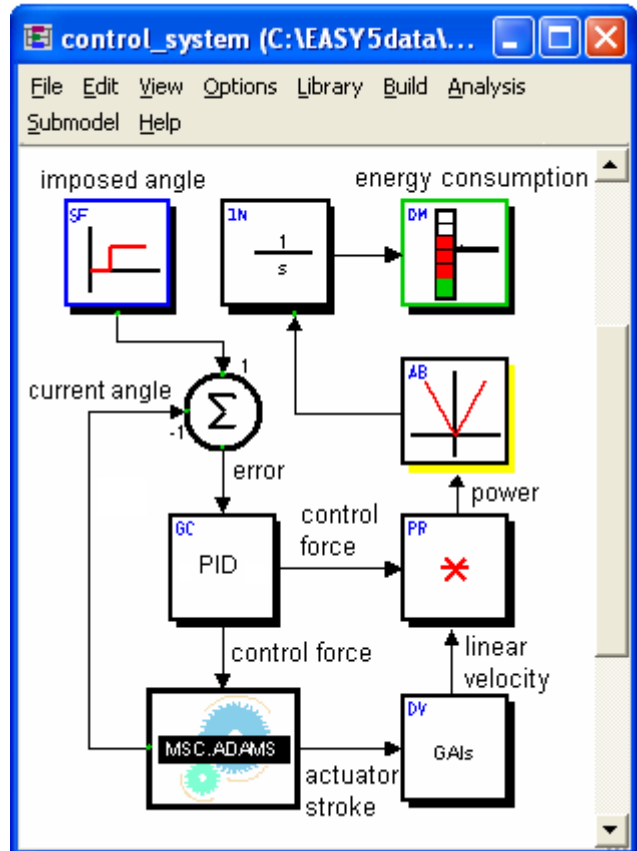 control_system (C:\EASY5data\...
File Edit View Options Library Build Analysis
Submodel Help
imposed angle
energy consumption
SF
IN
1
s
DM
current angle
1
-1
Σ
AB
error
power
GC
PID
control
force
PR
*
control force
linear
velocity
MSC.ADAMS
actuator
stroke
DV
GAIs